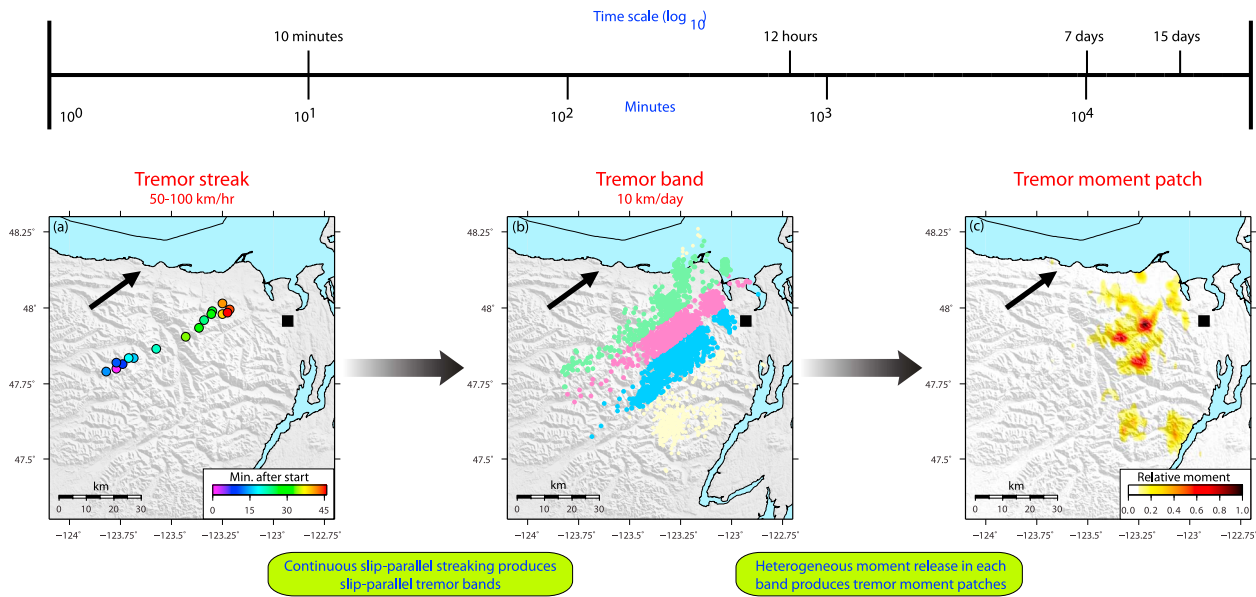 Time scale (log 10)
10 minutes
12 hours
7 days
15 days
10^0
10^1
Minutes
10^2
10^3
10^4
Tremor streak
50-100 km/hr
Tremor band
10 km/day
Tremor moment patch
(a)
48.25°
48°
47.75°
47.5°
Min. after start
0 15 30 45
km
0 10 20 30
−124° −123.75° −123.5° −123.25° −123° −122.75°
(b)
48.25°
48°
47.75°
47.5°
km
0 10 20 30
−124° −123.75° −123.5° −123.25° −123° −122.75°
(c)
48.25°
48°
47.75°
47.5°
Relative moment
0.0 0.2 0.4 0.6 0.8 1.0
km
0 10 20 30
−124° −123.75° −123.5° −123.25° −123° −122.75°
Continuous slip-parallel streaking produces
slip-parallel tremor bands
Heterogeneous moment release in each
band produces tremor moment patches